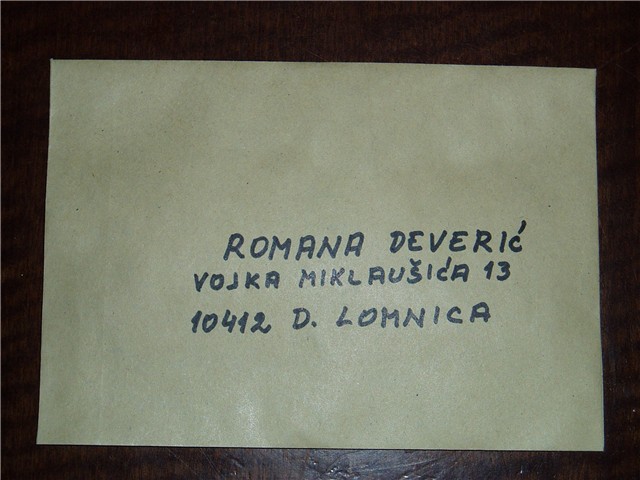 ROMANA DEVERIĆ
VOJKA MIKLAUŠIĆA 13
10412 D. LOMNICA